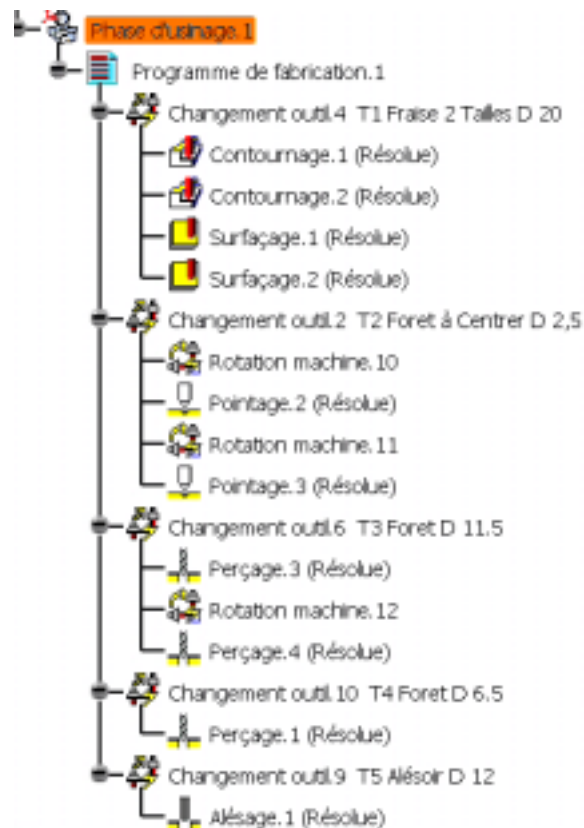 Phase d'usinage.1
Programme de fabrication.1
Changement outil.4 T1 Fraise 2 Tailles D 20
Contournage.1 (Résolue)
Contournage.2 (Résolue)
Surfaçage.1 (Résolue)
Surfaçage.2 (Résolue)
Changement outil.2 T2 Foret à Centrer D 2,5
Rotation machine.10
Pointage.2 (Résolue)
Rotation machine.11
Pointage.3 (Résolue)
Changement outil.6 T3 Foret D 11.5
Perçage.3 (Résolue)
Rotation machine.12
Perçage.4 (Résolue)
Changement outil.10 T4 Foret D 6.5
Perçage.1 (Résolue)
Changement outil.9 T5 Alésoir D 12
Alésage.1 (Résolue)